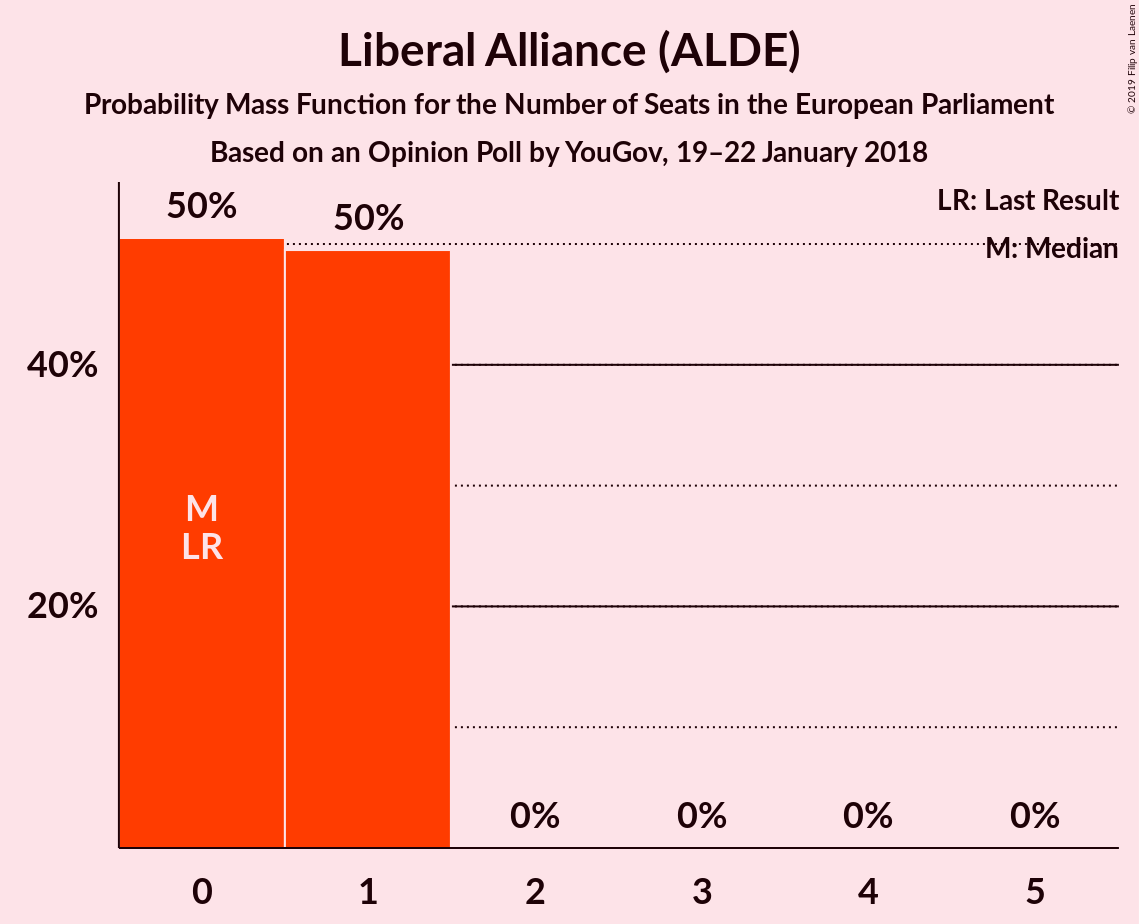 Liberal Alliance (ALDE)
Probability Mass Function for the Number of Seats in the European Parliament
Based on an Opinion Poll by YouGov, 19–22 January 2018
© 2019 Filip van Laenen
LR: Last Result
M: Median
50%
50%
40%
20%
M
LR
0%
0%
0%
0%
0
1
2
3
4
5